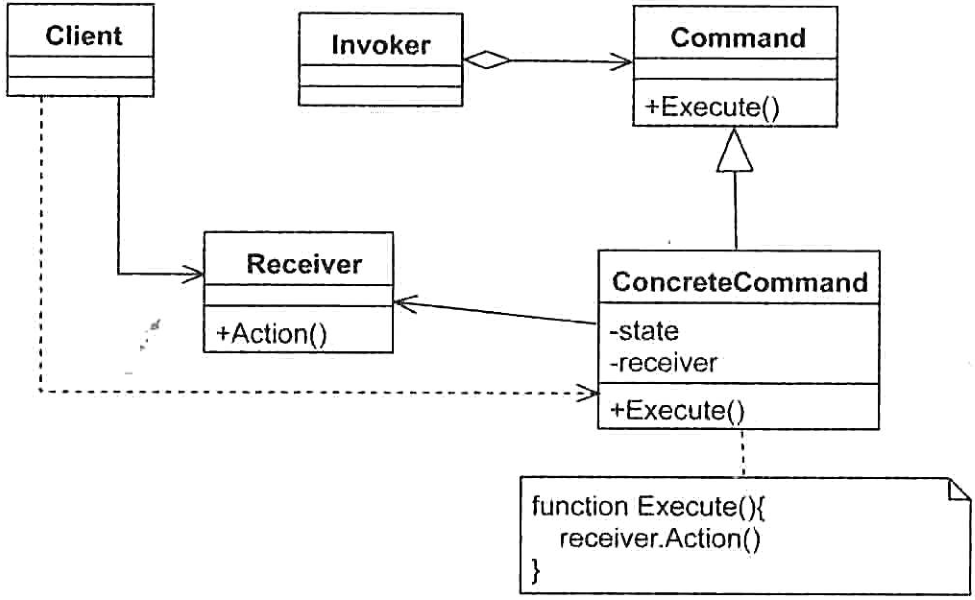 Client
Invoker
Command
+Execute()
Receiver
+Action()
ConcreteCommand
-state
-receiver
+Execute()
function Execute(){
receiver.Action()
}